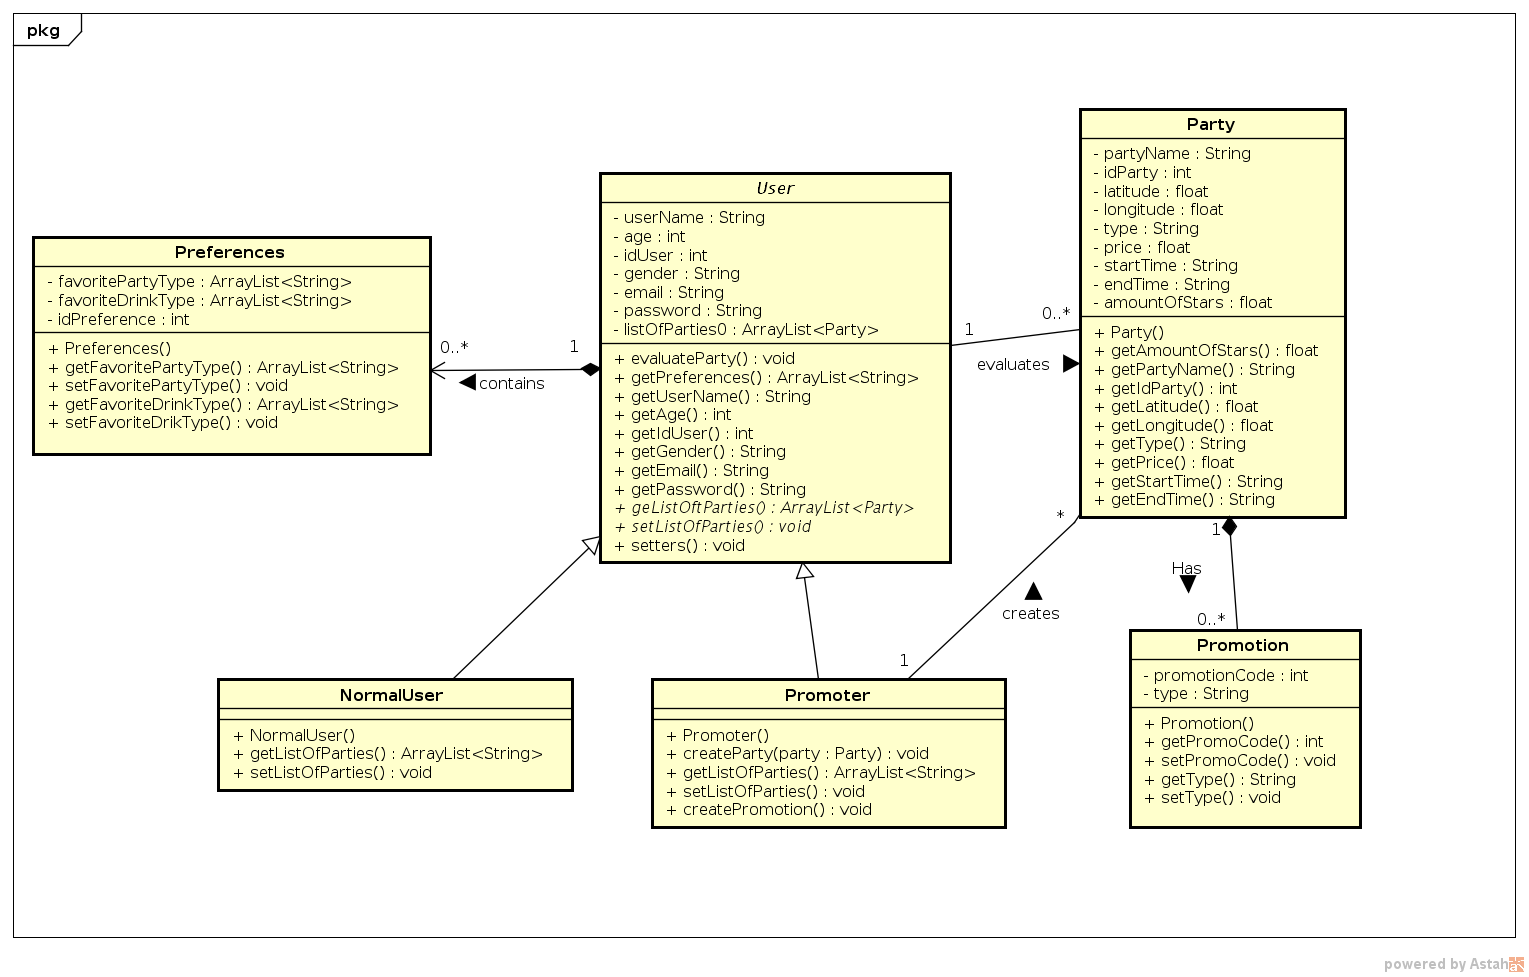 pkg
Preferences
- favoritePartyType : ArrayList<String>
- favoriteDrinkType : ArrayList<String>
- idPreference : int
+ Preferences()
+ getFavoritePartyType() : ArrayList<String>
+ setFavoritePartyType() : void
+ getFavoriteDrinkType() : ArrayList<String>
+ setFavoriteDrikType() : void
0..*
1
contains
User
- userName : String
- age : int
- idUser : int
- gender : String
- email : String
- password : String
- listOfParties0 : ArrayList<Party>
+ evaluateParty() : void
+ getPreferences() : ArrayList<String>
+ getUserName() : String
+ getAge() : int
+ getIdUser() : int
+ getGender() : String
+ getEmail() : String
+ getPassword() : String
+ geListOftParties() : ArrayList<Party>
+ setListOfParties() : void
+ setters() : void
1
0..*
evaluates
Party
- partyName : String
- idParty : int
- latitude : float
- longitude : float
- type : String
- price : float
- startTime : String
- endTime : String
- amountOfStars : float
+ Party()
+ getAmountOfStars() : float
+ getPartyName() : String
+ getIdParty() : int
+ getLatitude() : float
+ getLongitude() : float
+ getType() : String
+ getPrice() : float
+ getStartTime() : String
+ getEndTime() : String
*
creates
1
1
Has
0..*
NormalUser
+ NormalUser()
+ getListOfParties() : ArrayList<String>
+ setListOfParties() : void
Promoter
+ Promoter()
+ createParty(party : Party) : void
+ getListOfParties() : ArrayList<String>
+ setListOfParties() : void
+ createPromotion() : void
Promotion
- promotionCode : int
- type : String
+ Promotion()
+ getPromoCode() : int
+ setPromoCode() : void
+ getType() : String
+ setType() : void
powered by Astah